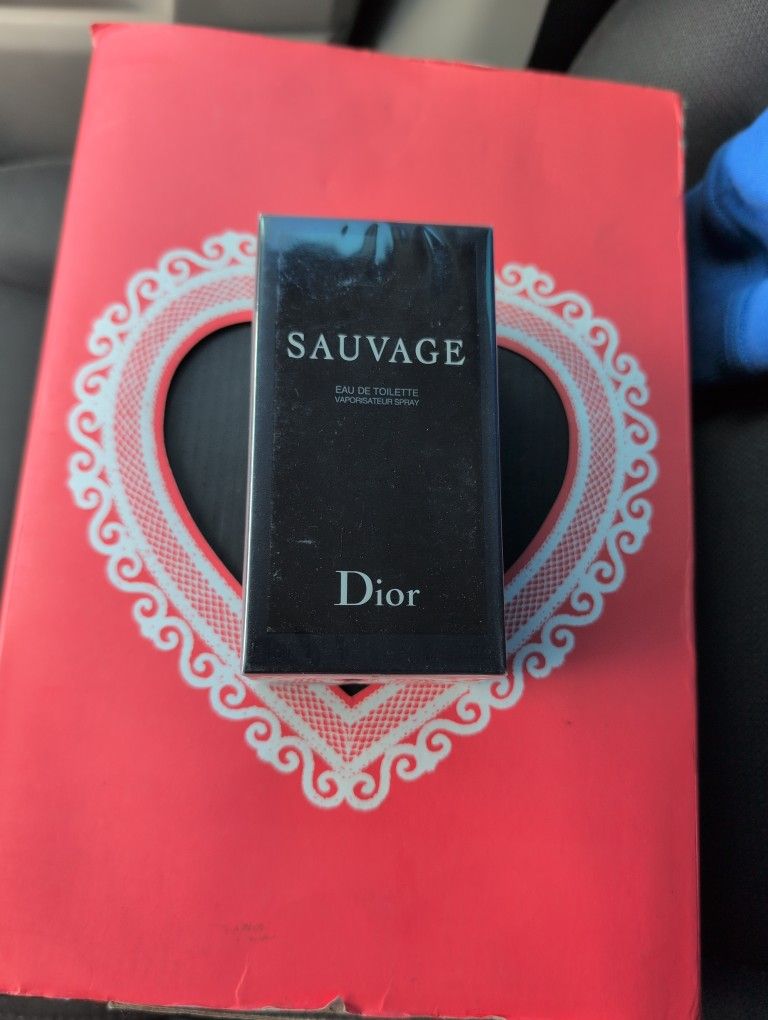 SAUVAGE
EAU DE TOILETTE
VAPORISATEUR SPRAY
Dior